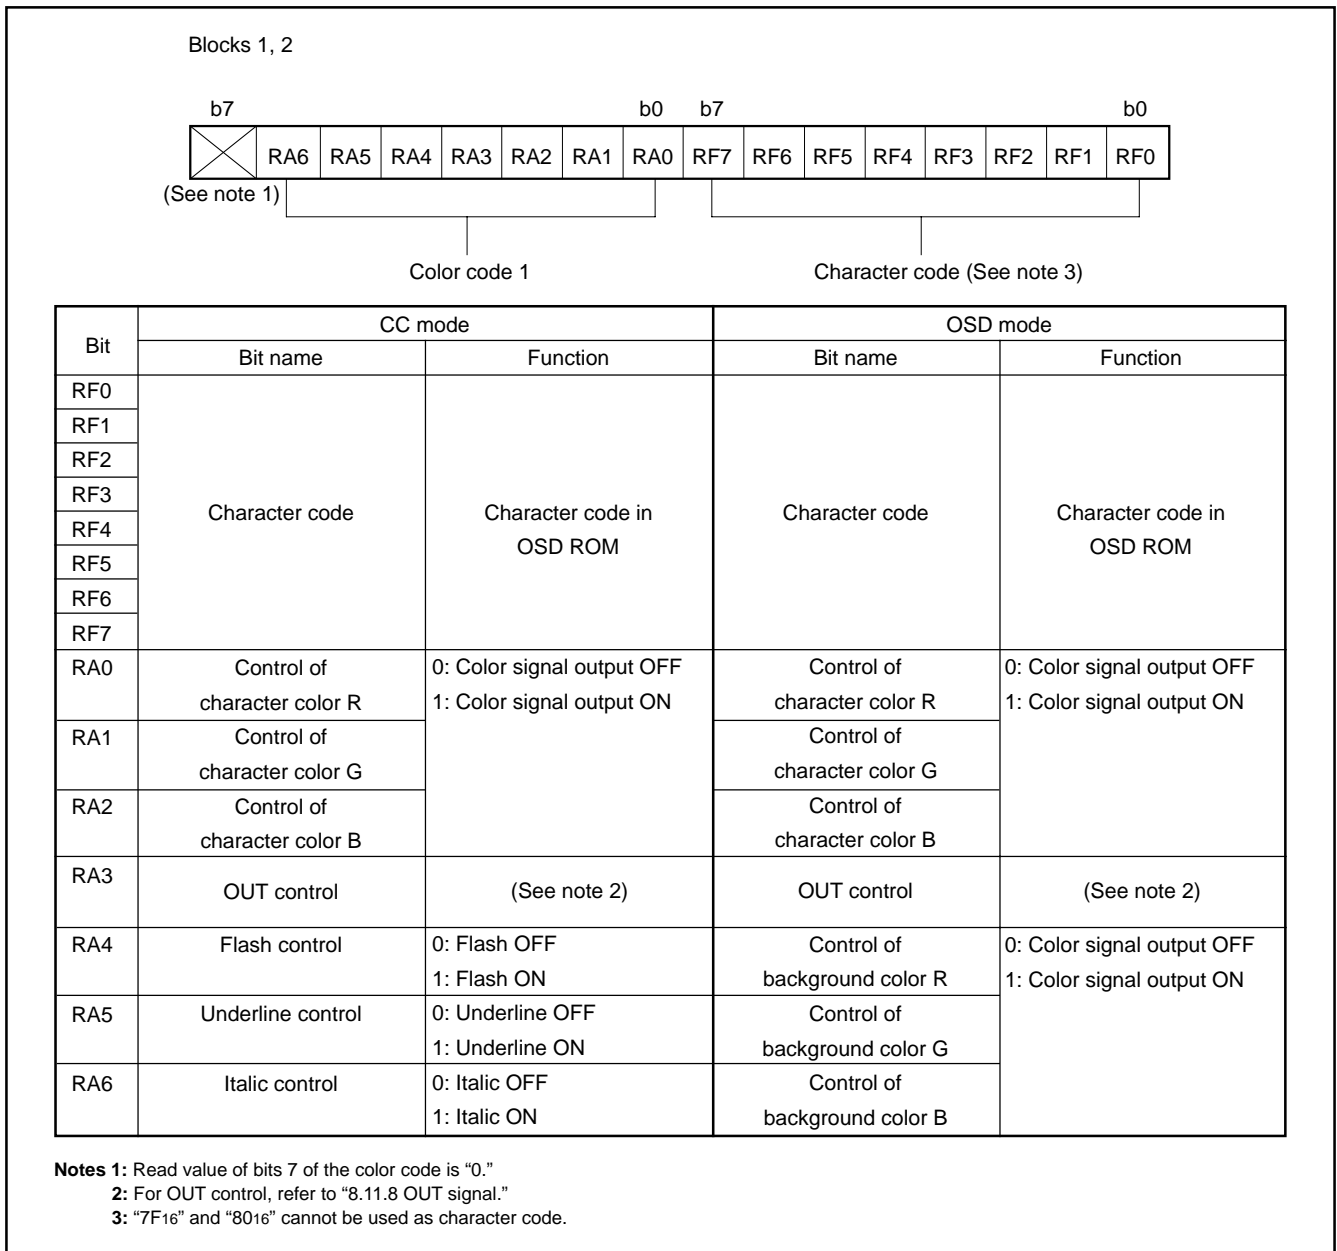 Blocks 1, 2
b7 b0 b7 b0
RA6 RA5 RA4 RA3 RA2 RA1 RA0 RF7 RF6 RF5 RF4 RF3 RF2 RF1 RF0
(See note 1)
Color code 1 Character code (See note 3)
Bit CC mode OSD mode
Bit name Function Bit name Function
RF0
RF1
RF2
RF3
RF4
RF5
RF6
RF7
Character code
Character code in
OSD ROM
Character code
Character code in
OSD ROM
RA0 Control of 0: Color signal output OFF Control of 0: Color signal output OFF
character color R 1: Color signal output ON character color R 1: Color signal output ON
RA1 Control of Control of
character color G character color G
RA2 Control of Control of
character color B character color B
RA3 OUT control (See note 2) OUT control (See note 2)
RA4 Flash control 0: Flash OFF Control of 0: Color signal output OFF
1: Flash ON background color R 1: Color signal output ON
RA5 Underline control 0: Underline OFF Control of
1: Underline ON background color G
RA6 Italic control 0: Italic OFF Control of
1: Italic ON background color B
Notes 1: Read value of bits 7 of the color code is “0.”
2: For OUT control, refer to “8.11.8 OUT signal.”
3: “7F16” and “8016” cannot be used as character code.